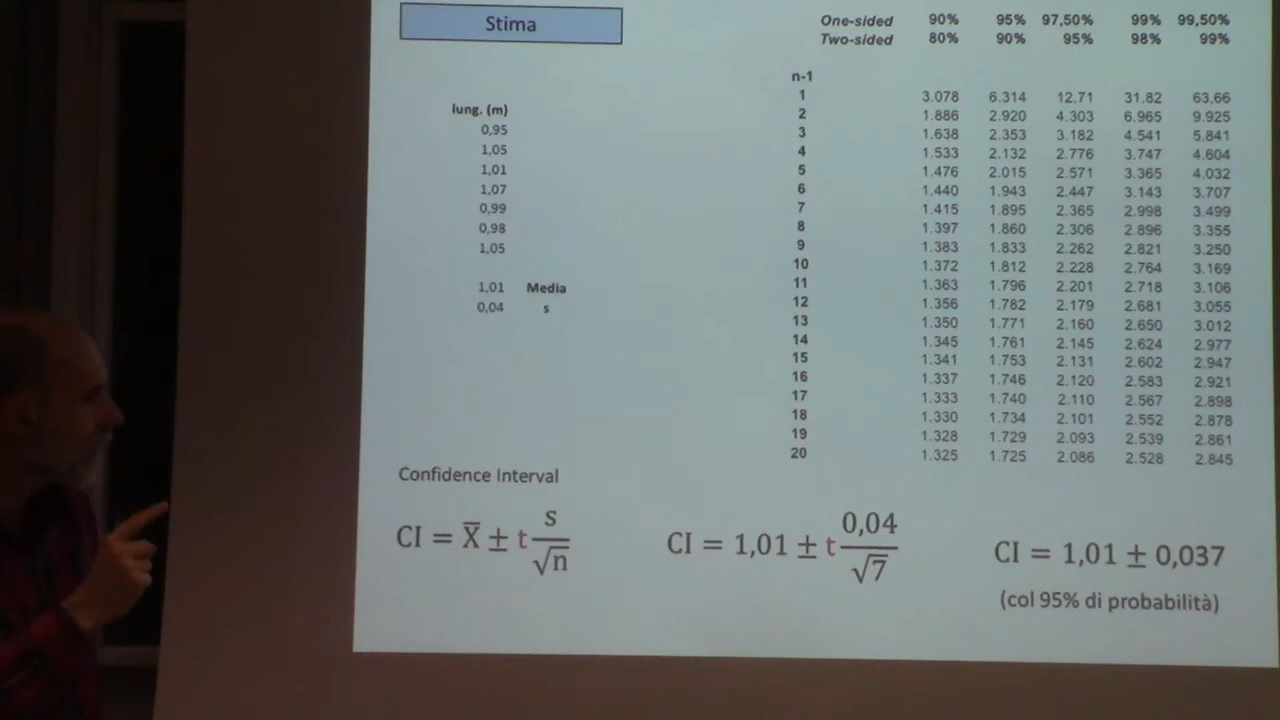 Stima
One-sided 90% 95% 97,50% 99% 99,50%
Two-sided 80% 90% 95% 98% 99%
n-1
1 3.078 6.314 12.71 31.82 63.66
2 1.886 2.920 4.303 6.965 9.925
3 1.638 2.353 3.182 4.541 5.841
4 1.533 2.132 2.776 3.747 4.604
5 1.476 2.015 2.571 3.365 4.032
6 1.440 1.943 2.447 3.143 3.707
7 1.415 1.895 2.365 2.998 3.499
8 1.397 1.860 2.306 2.896 3.355
9 1.383 1.833 2.262 2.821 3.250
10 1.372 1.812 2.228 2.764 3.169
11 1.363 1.796 2.201 2.718 3.106
12 1.356 1.782 2.179 2.681 3.055
13 1.350 1.771 2.160 2.650 3.012
14 1.345 1.761 2.145 2.624 2.977
15 1.341 1.753 2.131 2.602 2.947
16 1.337 1.746 2.120 2.583 2.921
17 1.333 1.740 2.110 2.567 2.898
18 1.330 1.734 2.101 2.552 2.878
19 1.328 1.729 2.093 2.539 2.861
20 1.325 1.725 2.086 2.528 2.845
lung. (m)
0,95
1,05
1,01
1,07
0,99
0,98
1,05
1,01 Media
0,04 s
Confidence Interval
CI = X̅ ± t s/√n
CI = 1,01 ± t 0,04/√7
CI = 1,01 ± 0,037
(col 95% di probabilità)